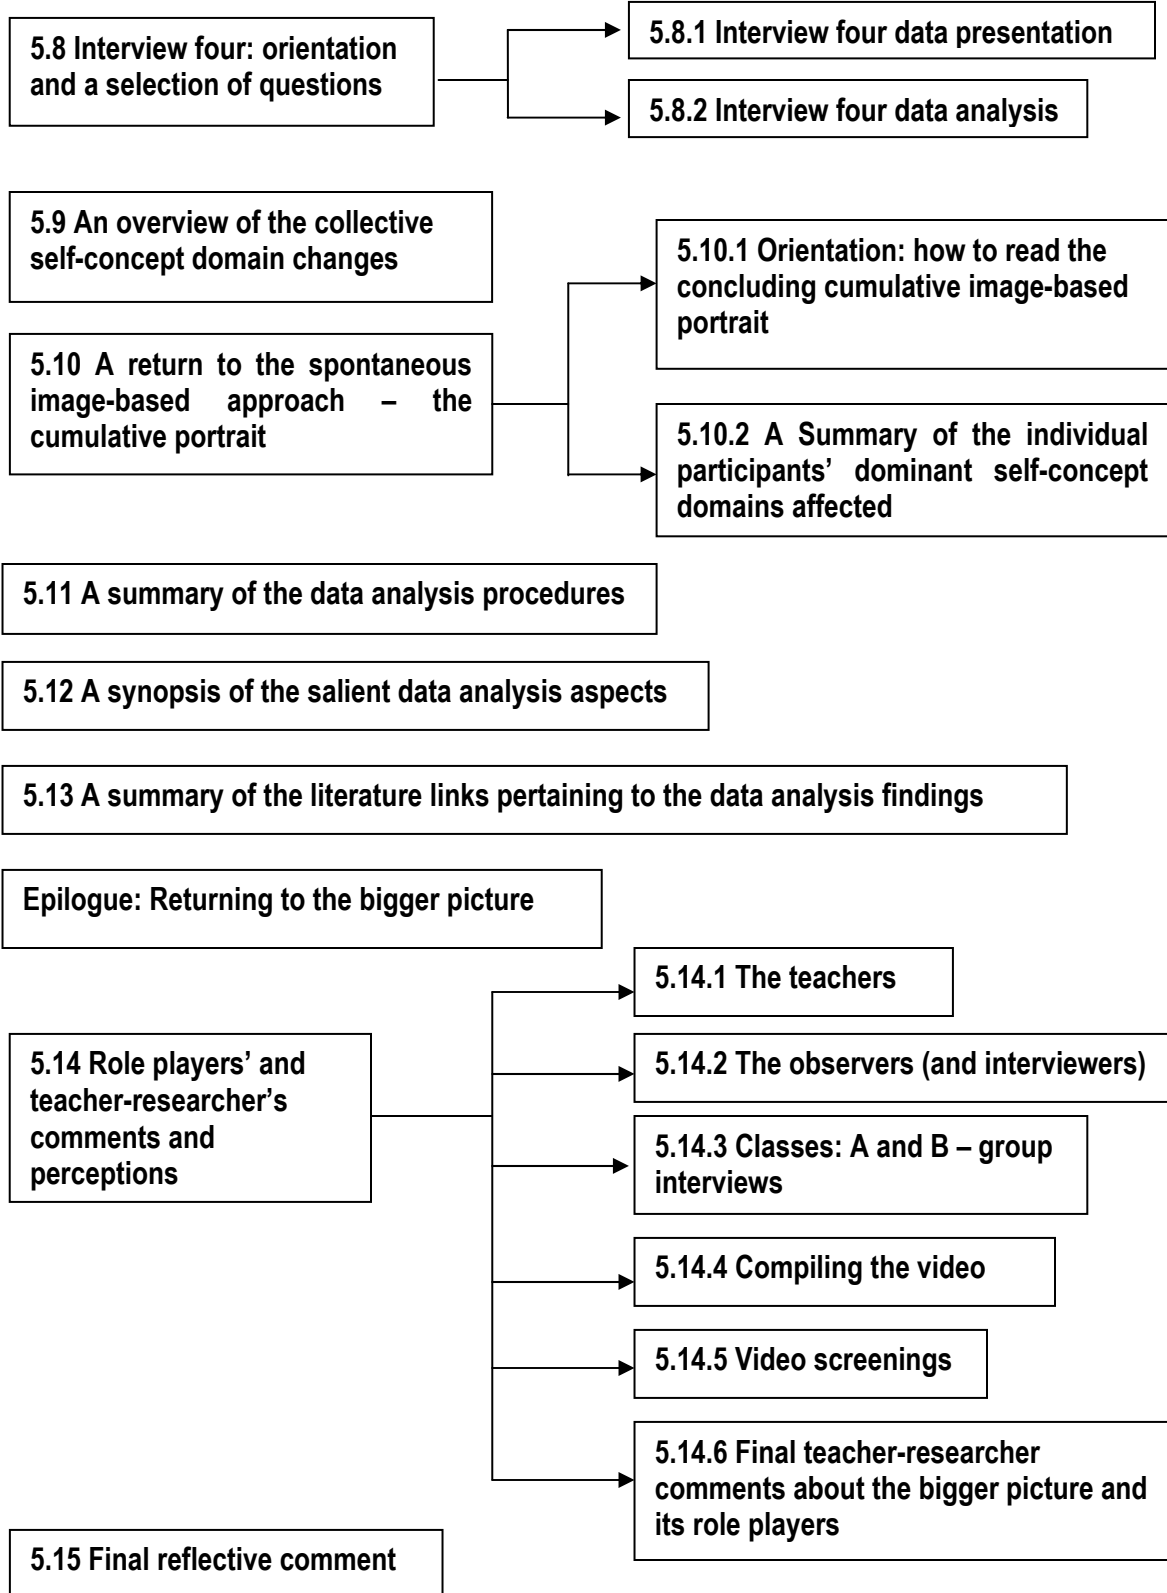 5.8 Interview four: orientation
and a selection of questions
5.8.1 Interview four data presentation
5.8.2 Interview four data analysis
5.9 An overview of the collective
self-concept domain changes
5.10 A return to the spontaneous
image-based approach – the
cumulative portrait
5.10.1 Orientation: how to read the
concluding cumulative image-based
portrait
5.10.2 A Summary of the individual
participants’ dominant self-concept
domains affected
5.11 A summary of the data analysis procedures
5.12 A synopsis of the salient data analysis aspects
5.13 A summary of the literature links pertaining to the data analysis findings
Epilogue: Returning to the bigger picture
5.14 Role players’ and
teacher-researcher’s
comments and
perceptions
5.14.1 The teachers
5.14.2 The observers (and interviewers)
5.14.3 Classes: A and B – group
interviews
5.14.4 Compiling the video
5.14.5 Video screenings
5.14.6 Final teacher-researcher
comments about the bigger picture and
its role players
5.15 Final reflective comment